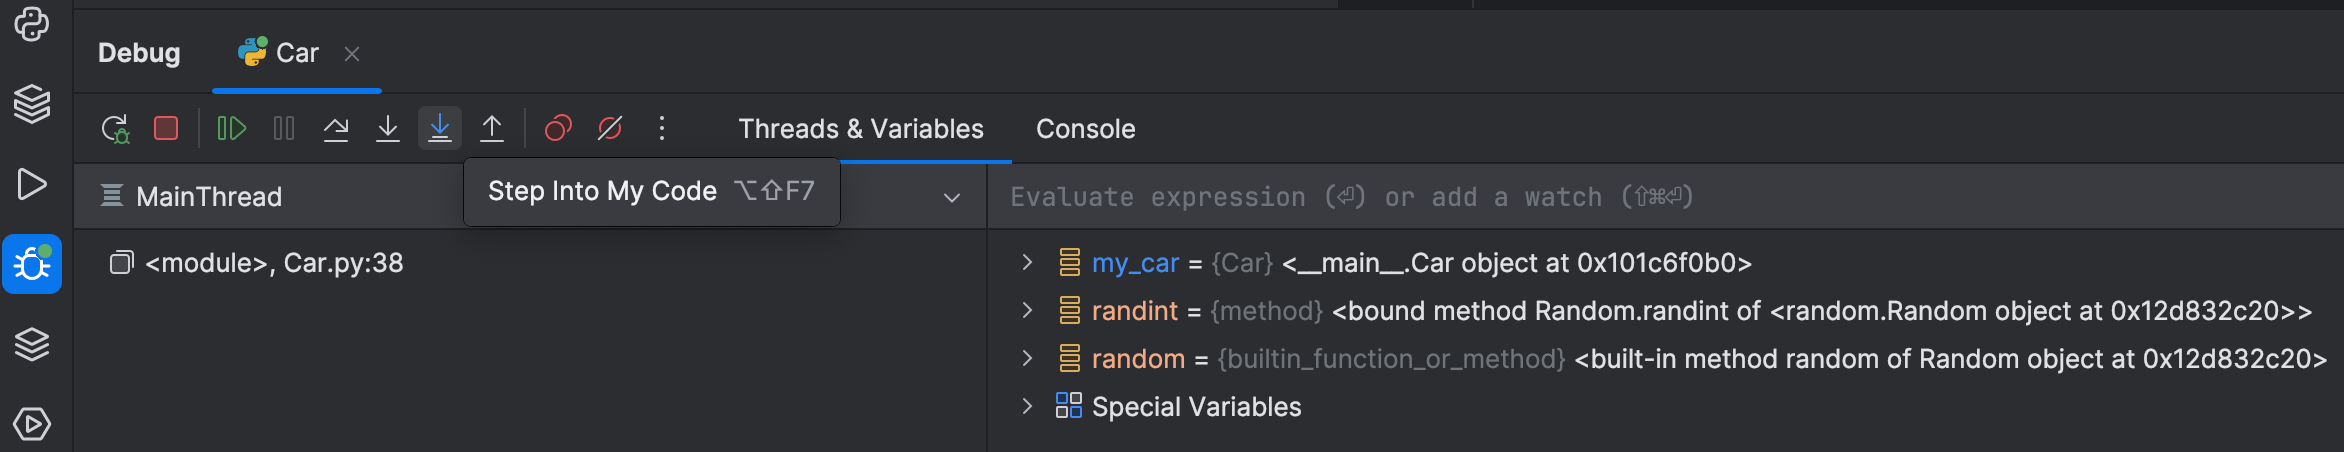 Debug Car
Threads & Variables Console
Step Into My Code ⌥⇧F7
MainThread
Evaluate expression (⏎) or add a watch (⇧⌘⏎)
<module>, Car.py:38
my_car = {Car} <__main__.Car object at 0x101c6f0b0>
randint = {method} <bound method Random.randint of <random.Random object at 0x12d832c20>>
random = {builtin_function_or_method} <built-in method random of Random object at 0x12d832c20>
Special Variables